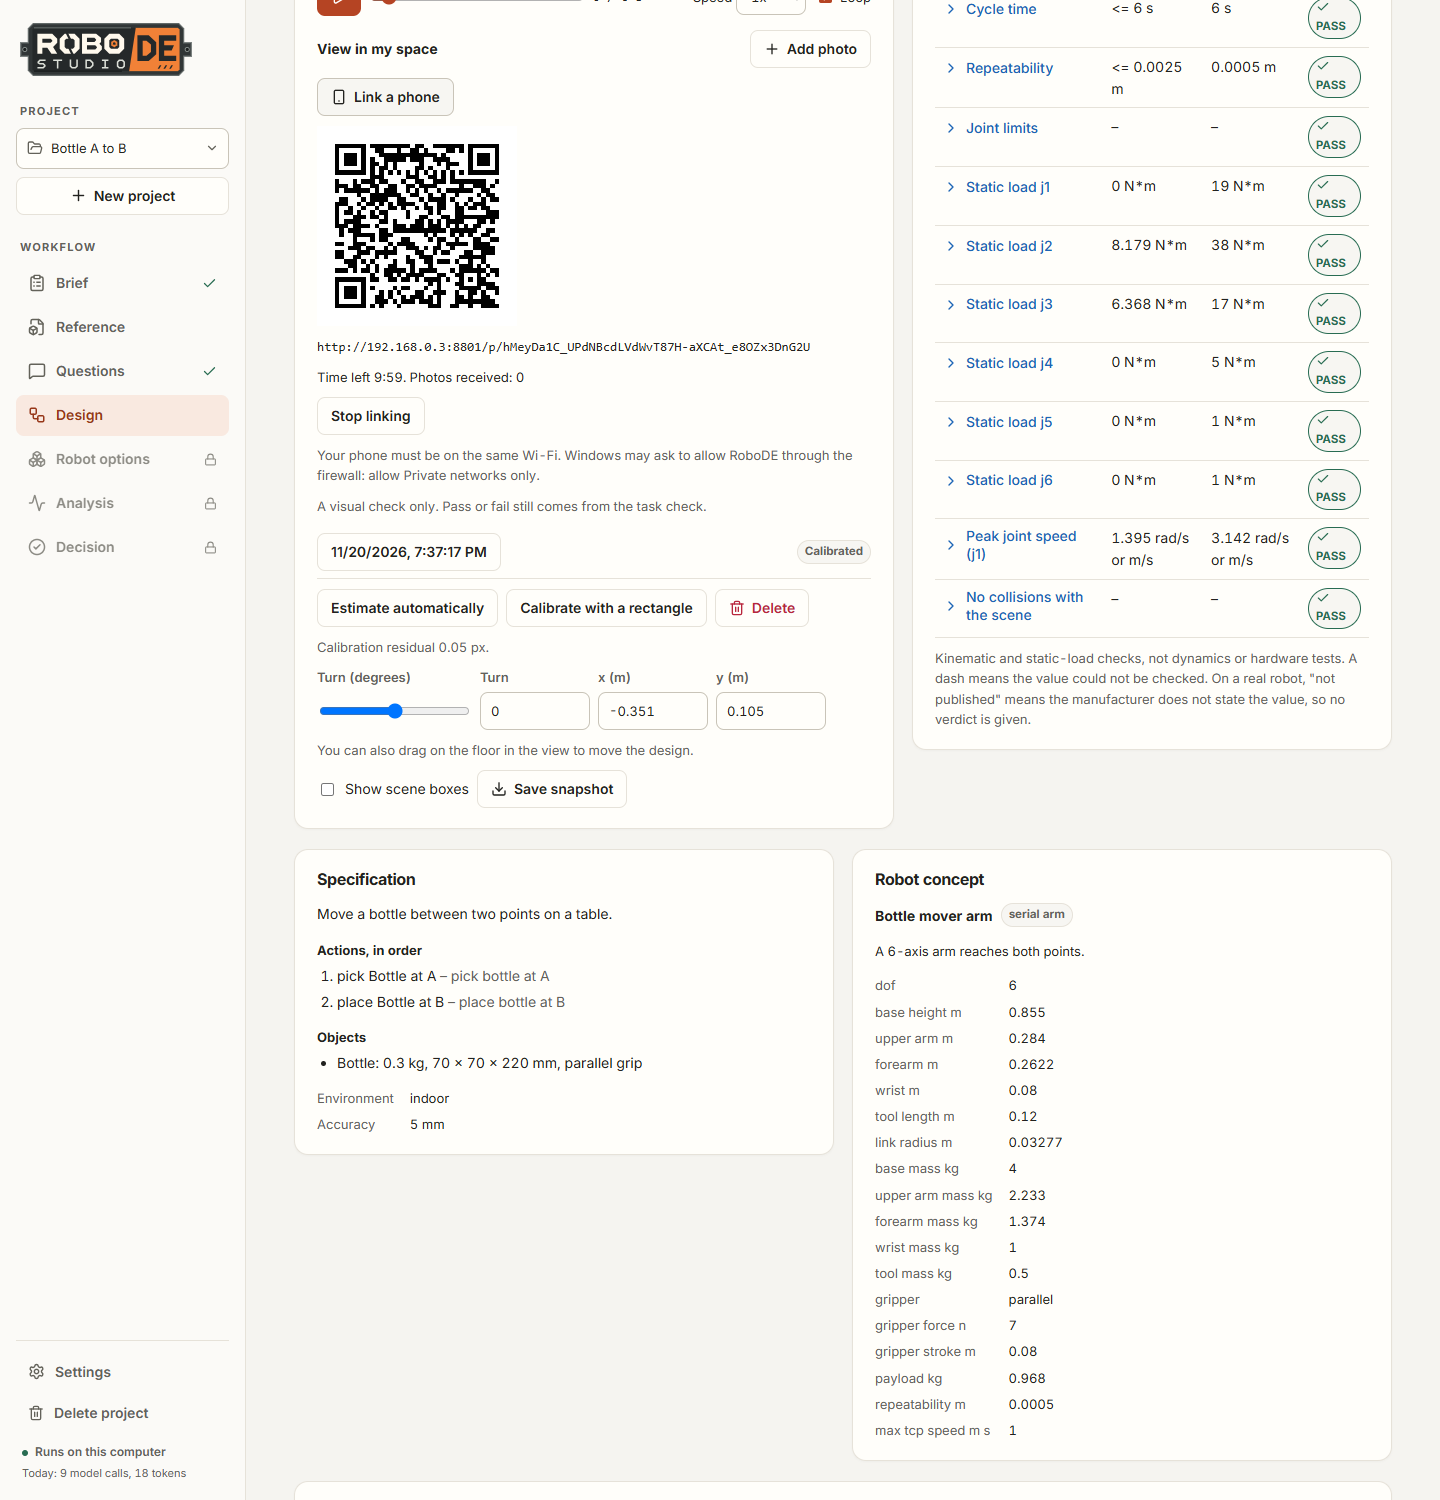 ROBO DE
STUDIO
PROJECT
Bottle A to B
New project
WORKFLOW
Brief
Reference
Questions
Design
Robot options
Analysis
Decision
Settings
Delete project
Runs on this computer
Today: 9 model calls, 18 tokens
View in my space
Add photo
Link a phone
http://192.168.0.3:8801/p/hMeyDa1C_UPdNBcdLVdWvT87H-aXCAt_e8OZx3DnG2U
Time left 9:59. Photos received: 0
Stop linking
Your phone must be on the same Wi-Fi. Windows may ask to allow RoboDE through the
firewall: allow Private networks only.
A visual check only. Pass or fail still comes from the task check.
11/20/2026, 7:37:17 PM
Calibrated
Estimate automatically
Calibrate with a rectangle
Delete
Calibration residual 0.05 px.
Turn (degrees) Turn x (m) y (m)
0 -0.351 0.105
You can also drag on the floor in the view to move the design.
Show scene boxes
Save snapshot
Cycle time <= 6 s 6 s PASS
Repeatability <= 0.0025 m 0.0005 m PASS
Joint limits – – PASS
Static load j1 0 N*m 19 N*m PASS
Static load j2 8.179 N*m 38 N*m PASS
Static load j3 6.368 N*m 17 N*m PASS
Static load j4 0 N*m 5 N*m PASS
Static load j5 0 N*m 1 N*m PASS
Static load j6 0 N*m 1 N*m PASS
Peak joint speed (j1) 1.395 rad/s or m/s 3.142 rad/s or m/s PASS
No collisions with the scene – – PASS
Kinematic and static-load checks, not dynamics or hardware tests. A
dash means the value could not be checked. On a real robot, "not
published" means the manufacturer does not state the value, so no
verdict is given.
Specification
Move a bottle between two points on a table.
Actions, in order
1. pick Bottle at A – pick bottle at A
2. place Bottle at B – place bottle at B
Objects
• Bottle: 0.3 kg, 70 × 70 × 220 mm, parallel grip
Environment indoor
Accuracy 5 mm
Robot concept
Bottle mover arm serial arm
A 6-axis arm reaches both points.
dof 6
base height m 0.855
upper arm m 0.284
forearm m 0.2622
wrist m 0.08
tool length m 0.12
link radius m 0.03277
base mass kg 4
upper arm mass kg 2.233
forearm mass kg 1.374
wrist mass kg 1
tool mass kg 0.5
gripper parallel
gripper force n 7
gripper stroke m 0.08
payload kg 0.968
repeatability m 0.0005
max tcp speed m s 1